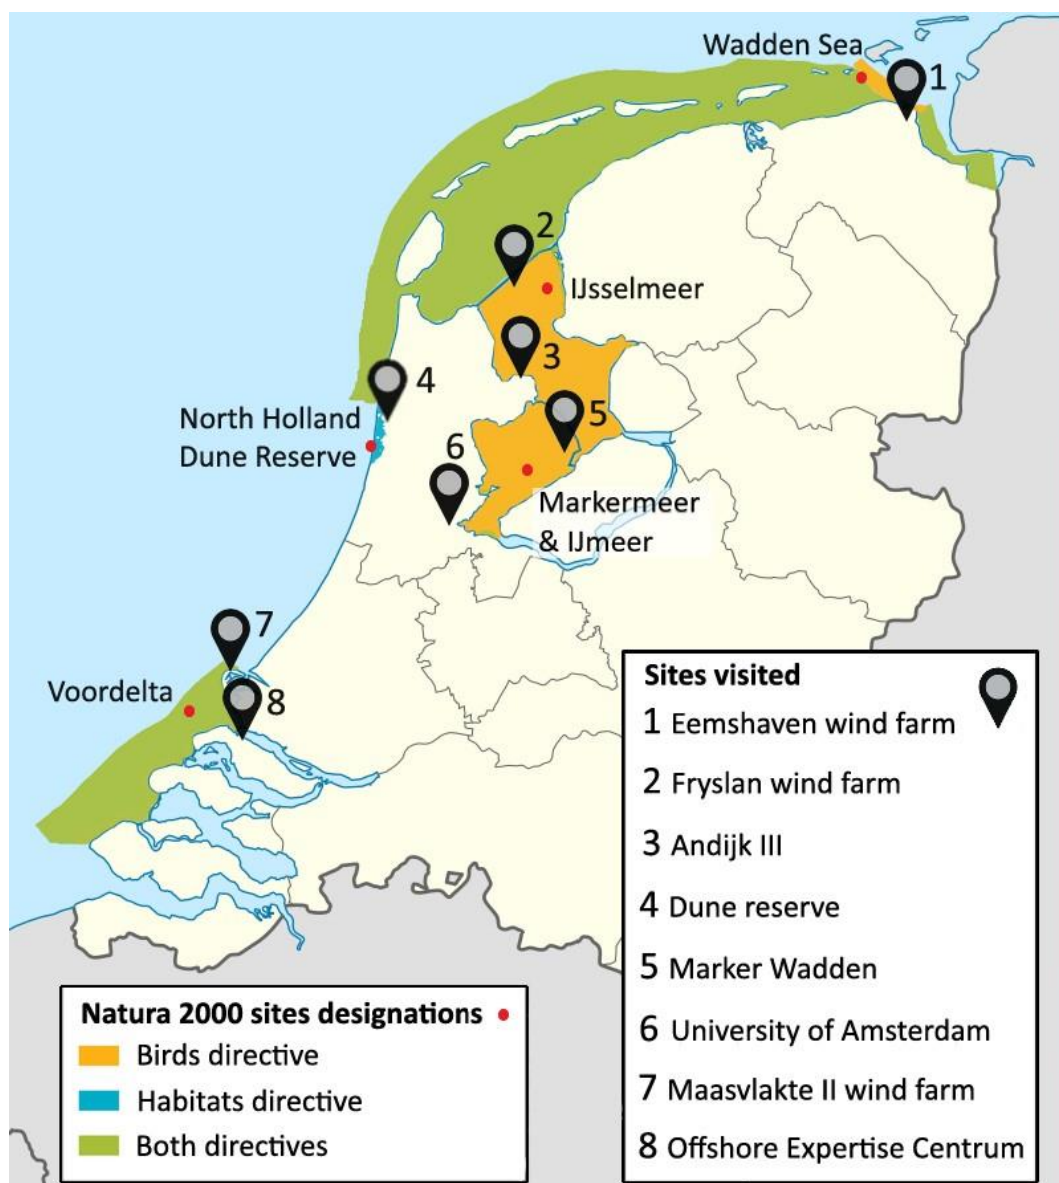 Wadden Sea
1
2
IJsselmeer
3
4
North Holland
Dune Reserve
5
6
Markermeer
& IJmeer
7
Voordelta
8
Sites visited
1 Eemshaven wind farm
2 Fryslan wind farm
3 Andijk III
4 Dune reserve
5 Marker Wadden
6 University of Amsterdam
7 Maasvlakte II wind farm
8 Offshore Expertise Centrum
Natura 2000 sites designations
Birds directive
Habitats directive
Both directives